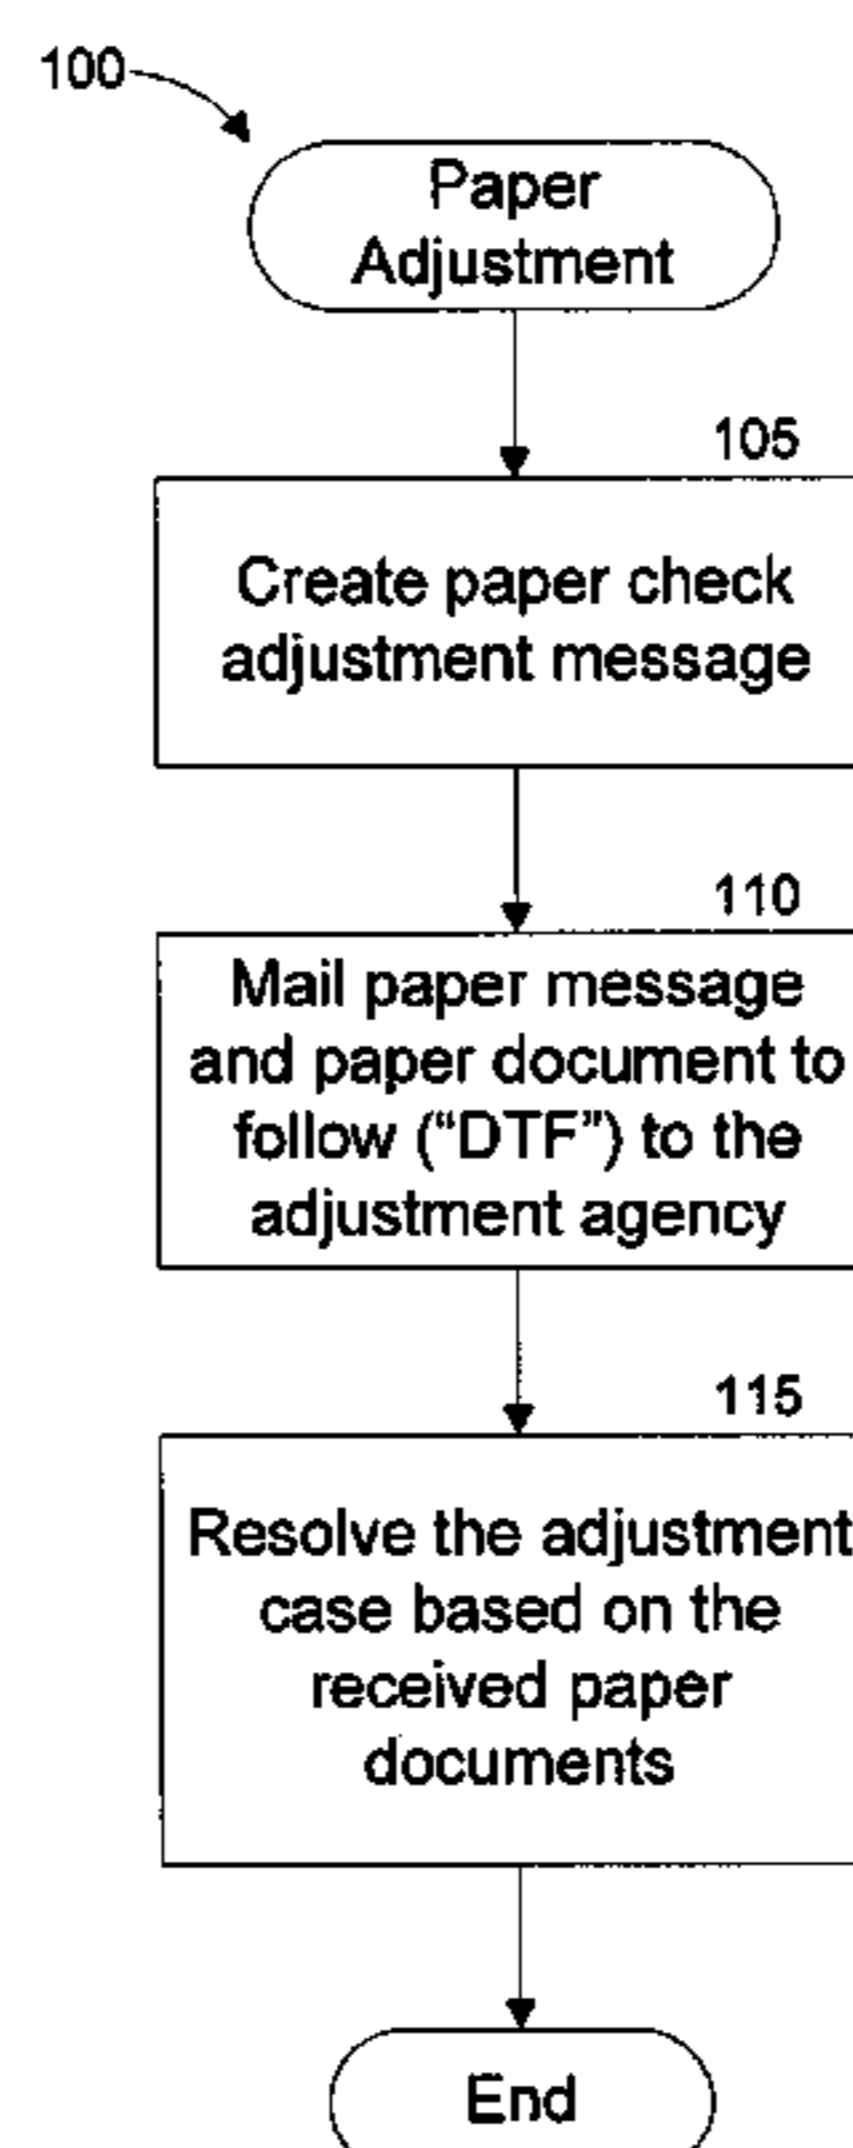 100
Paper
Adjustment
105
Create paper check
adjustment message
110
Mail paper message
and paper document to
follow (“DTF”) to the
adjustment agency
115
Resolve the adjustment
case based on the
received paper
documents
End